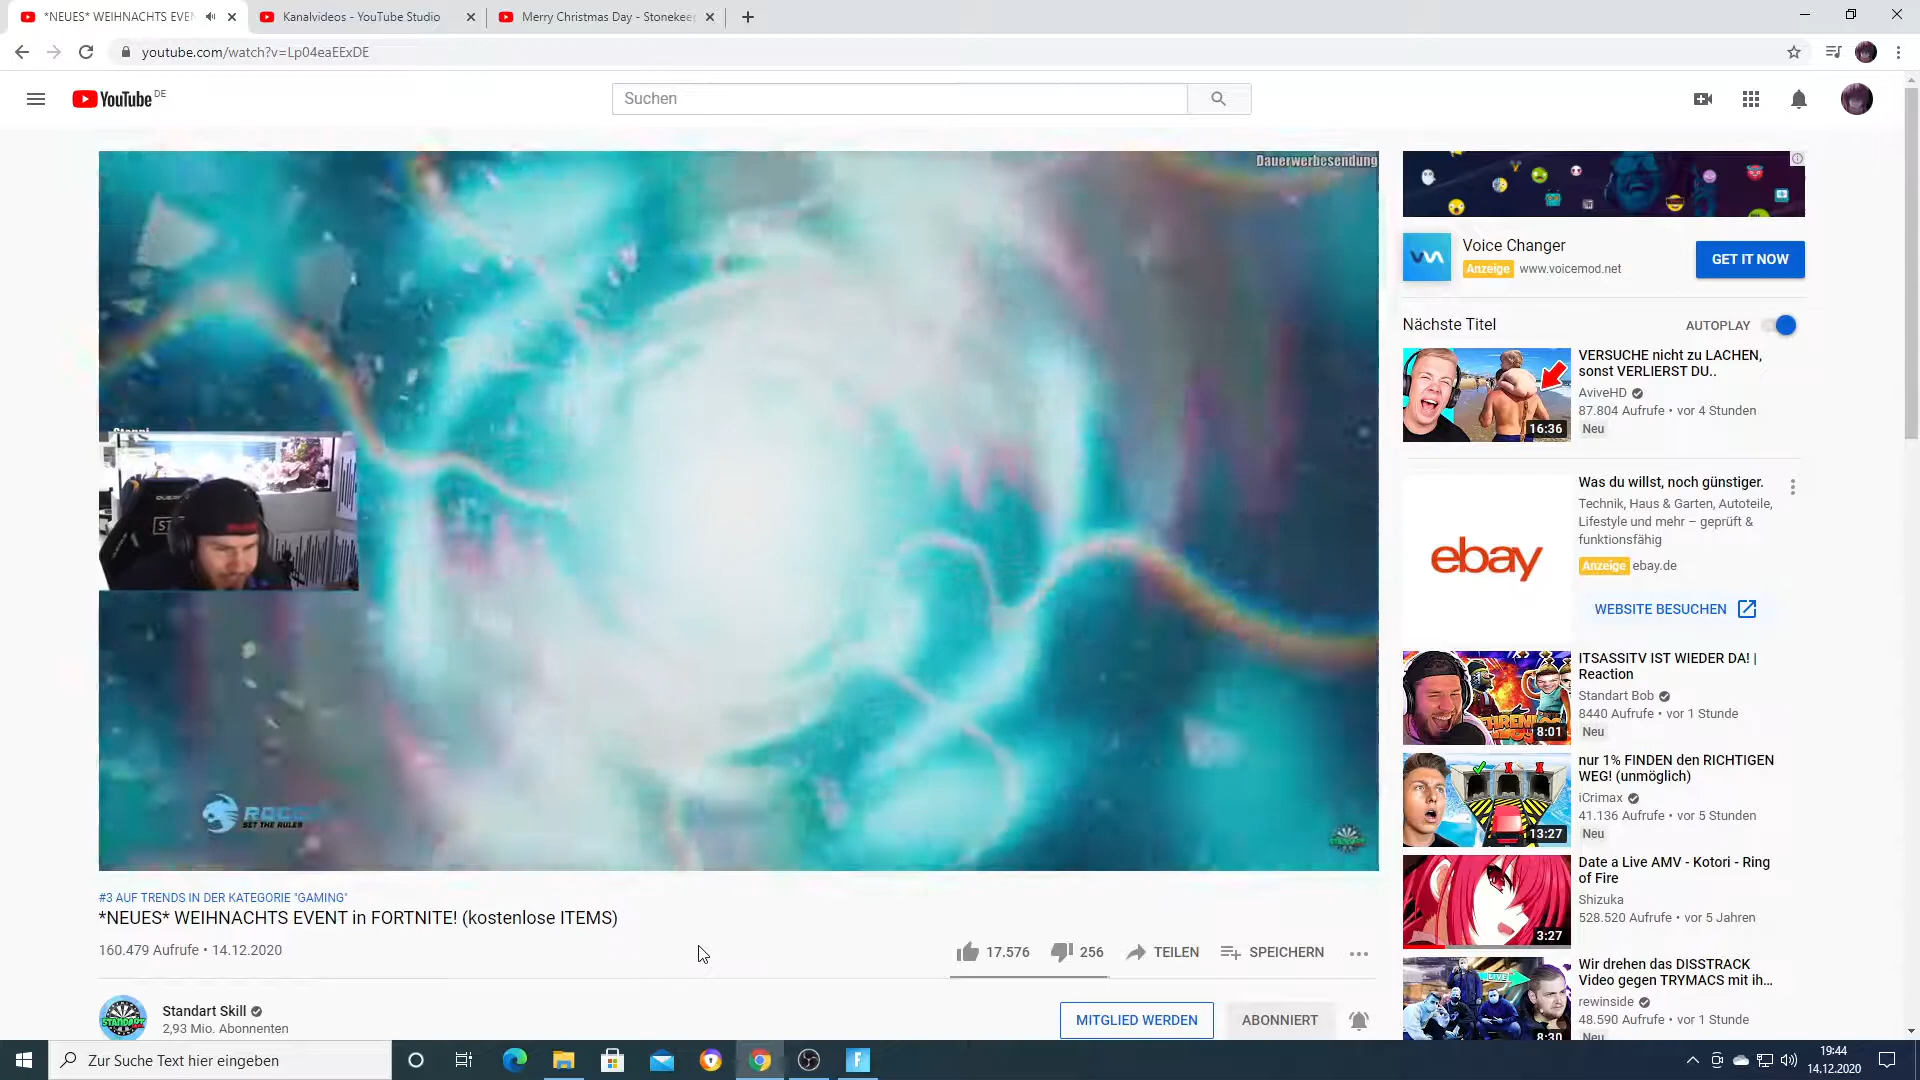 *NEUES* WEIHNACHTS EVEN
Kanalvideos - YouTube Studio
Merry Christmas Day - Stonekee
youtube.com/watch?v=Lp04eaEExDE
YouTube DE
Suchen
Dauerwerbesendung
Voice Changer
Anzeige www.voicemod.net
GET IT NOW
Nächste Titel
AUTOPLAY
VERSUCHE nicht zu LACHEN,
sonst VERLIERST DU..
AviveHD
87.804 Aufrufe • vor 4 Stunden
Neu
16:36
Was du willst, noch günstiger.
Technik, Haus & Garten, Autoteile,
Lifestyle und mehr – geprüft &
funktionsfähig
ebay
Anzeige ebay.de
WEBSITE BESUCHEN
ITSASSITV IST WIEDER DA! |
Reaction
Standart Bob
8440 Aufrufe • vor 1 Stunde
Neu
8:01
nur 1% FINDEN den RICHTIGEN
WEG! (unmöglich)
iCrimax
41.136 Aufrufe • vor 5 Stunden
Neu
13:27
Date a Live AMV - Kotori - Ring
of Fire
Shizuka
528.520 Aufrufe • vor 5 Jahren
3:27
Wir drehen das DISSTRACK
Video gegen TRYMACS mit ih...
rewinside
48.590 Aufrufe • vor 1 Stunde
Neu
LIVE
8:30
SET THE RULES
#3 AUF TRENDS IN DER KATEGORIE "GAMING"
*NEUES* WEIHNACHTS EVENT in FORTNITE! (kostenlose ITEMS)
160.479 Aufrufe • 14.12.2020
17.576
256
TEILEN
SPEICHERN
Standart Skill
2,93 Mio. Abonnenten
MITGLIED WERDEN
ABONNIERT
Zur Suche Text hier eingeben
19:44
14.12.2020